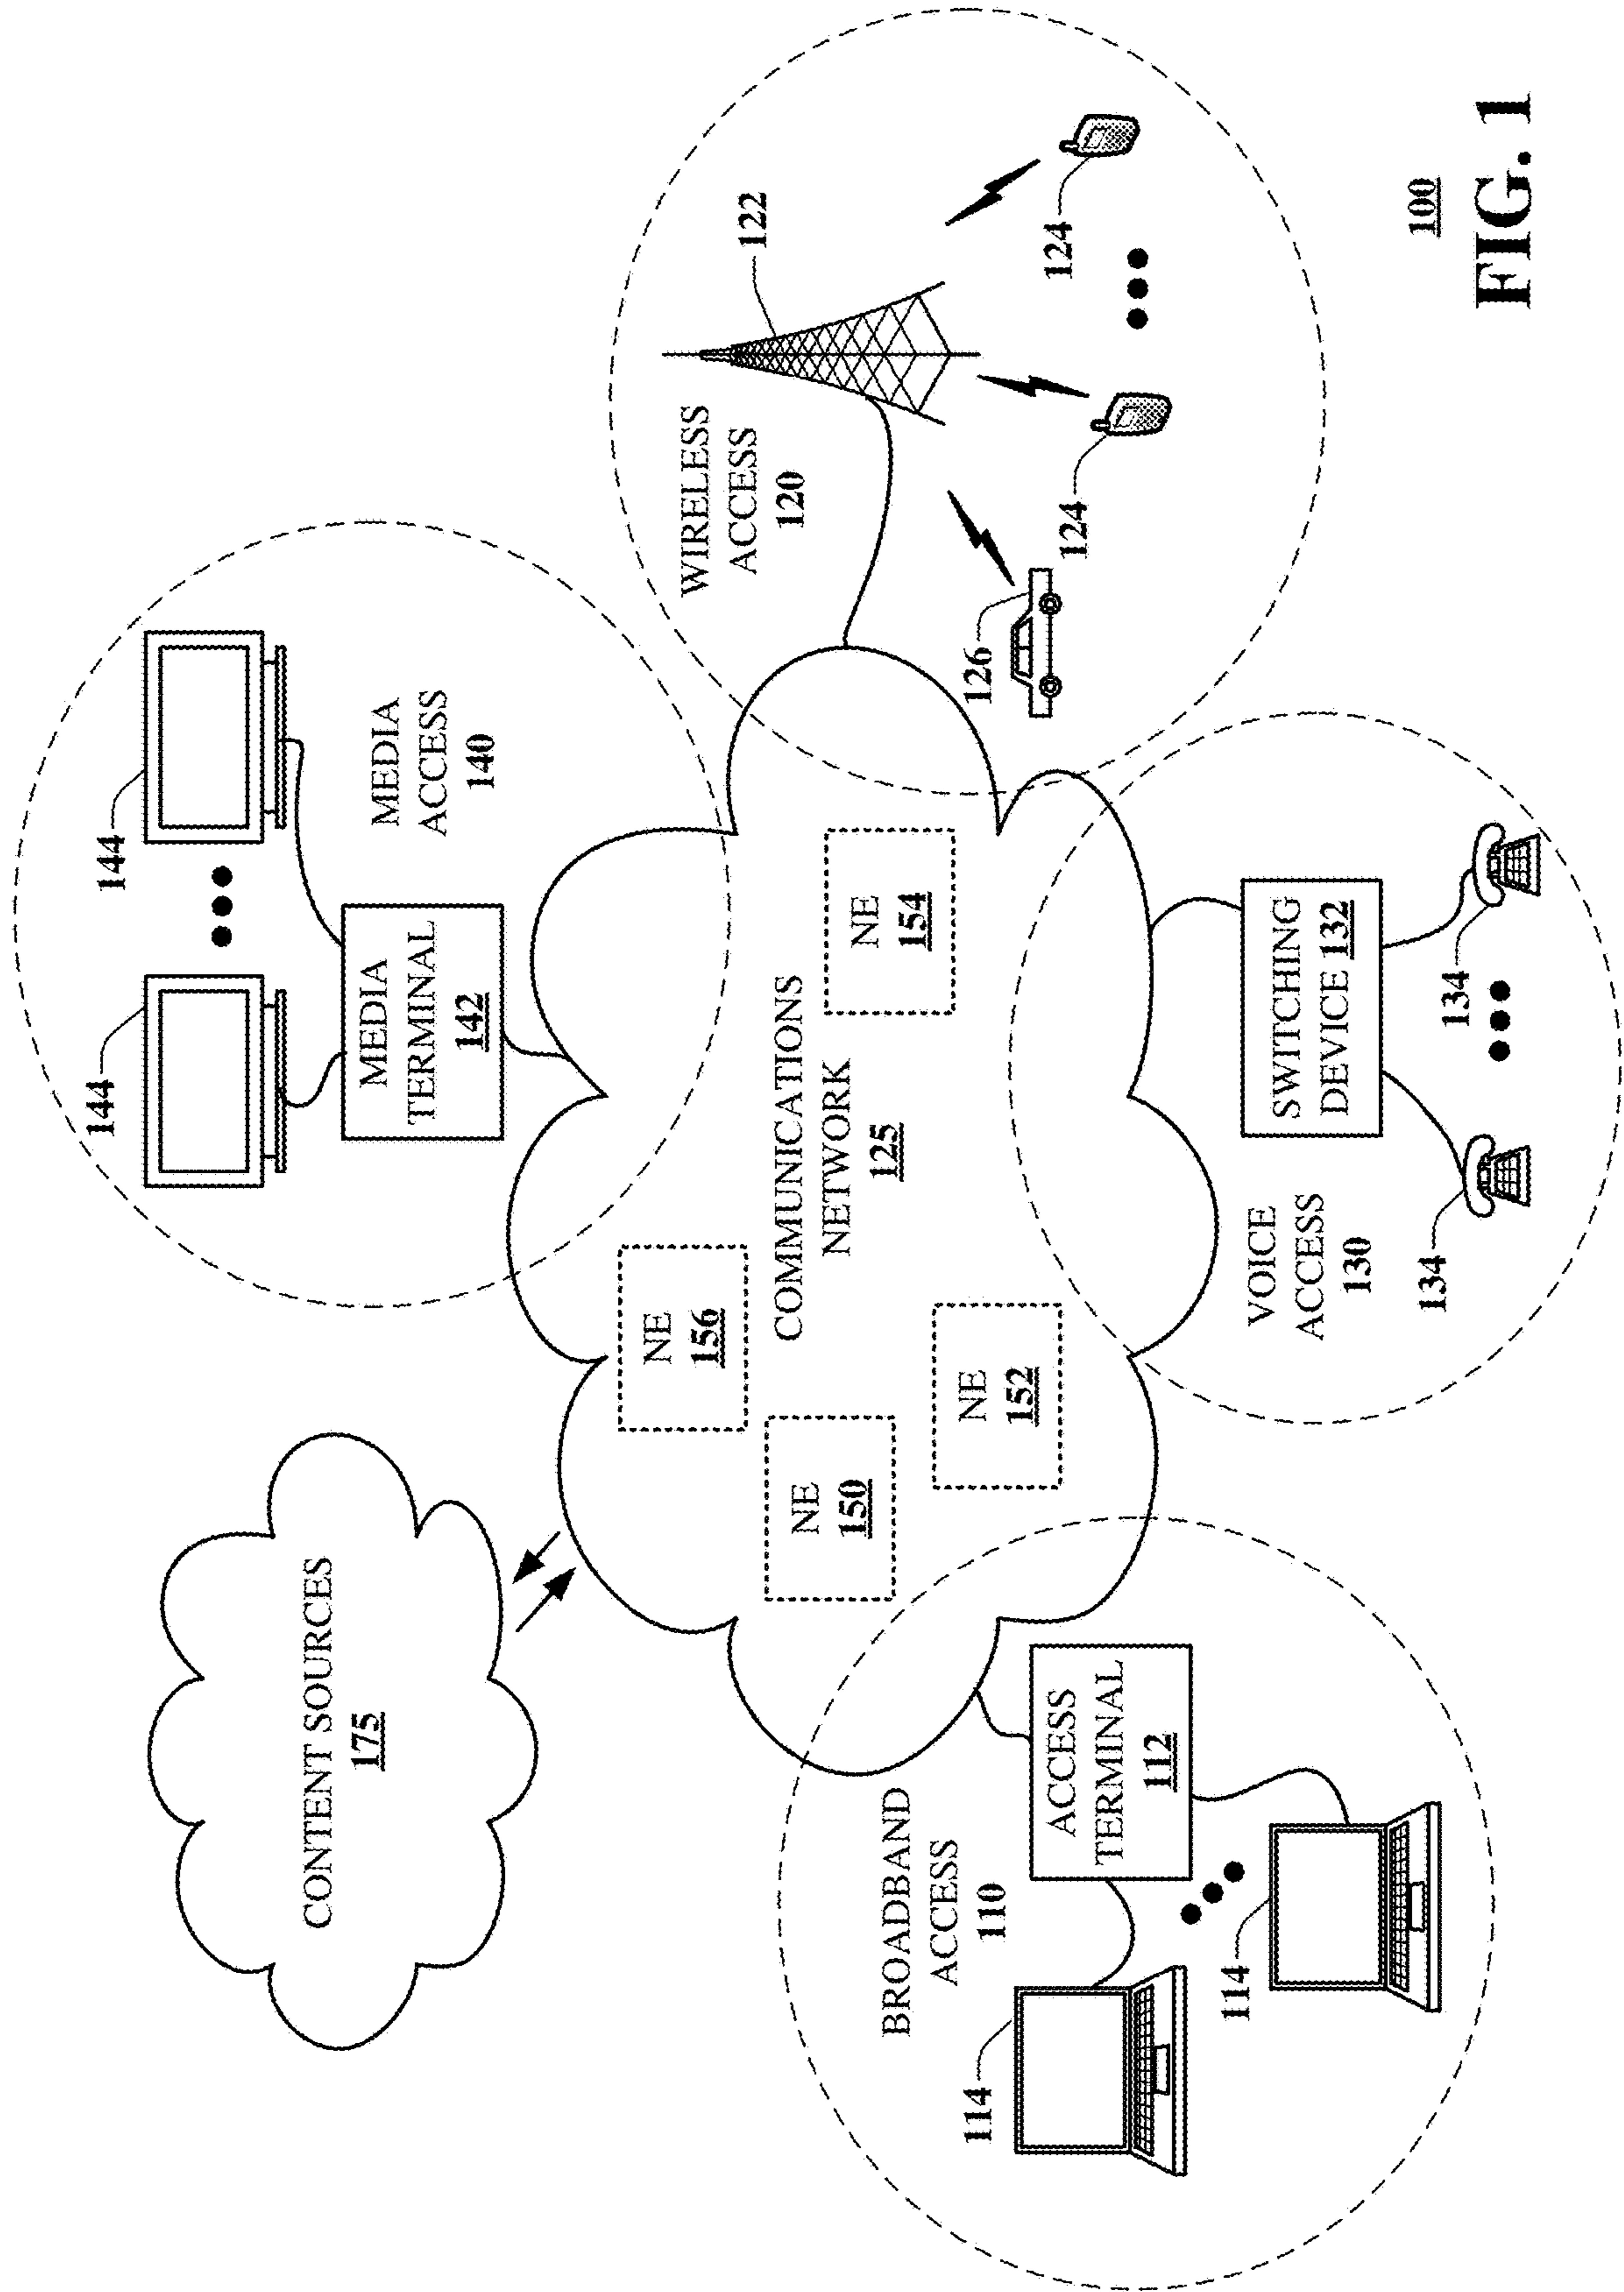 CONTENT SOURCES
175
144
144
MEDIA
TERMINAL
142
MEDIA
ACCESS
140
WIRELESS
ACCESS
120
122
124
124
126
NE
156
NE
150
NE
152
NE
154
COMMUNICATIONS
NETWORK
125
BROADBAND
ACCESS
110
ACCESS
TERMINAL
112
114
114
VOICE
ACCESS
130
SWITCHING
DEVICE 132
134
134
100
FIG. 1